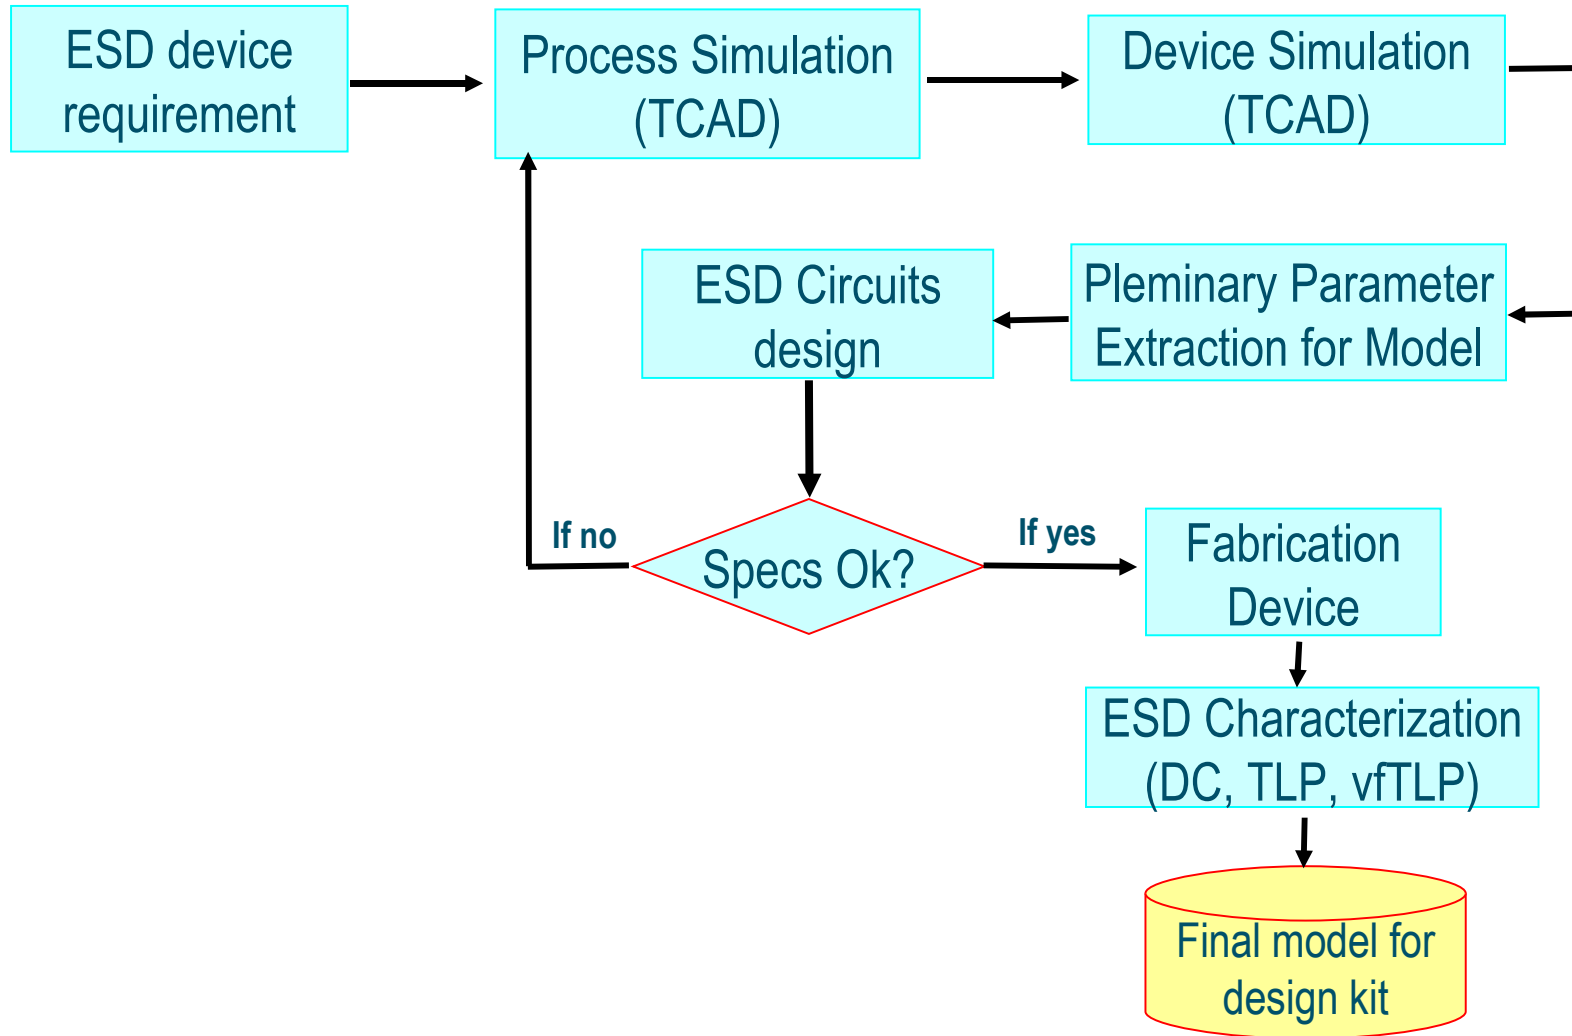 ESD device
requirement
Process Simulation
(TCAD)
Device Simulation
(TCAD)
ESD Circuits
design
Pleminary Parameter
Extraction for Model
If no
Specs Ok?
If yes
Fabrication
Device
ESD Characterization
(DC, TLP, vfTLP)
Final model for
design kit